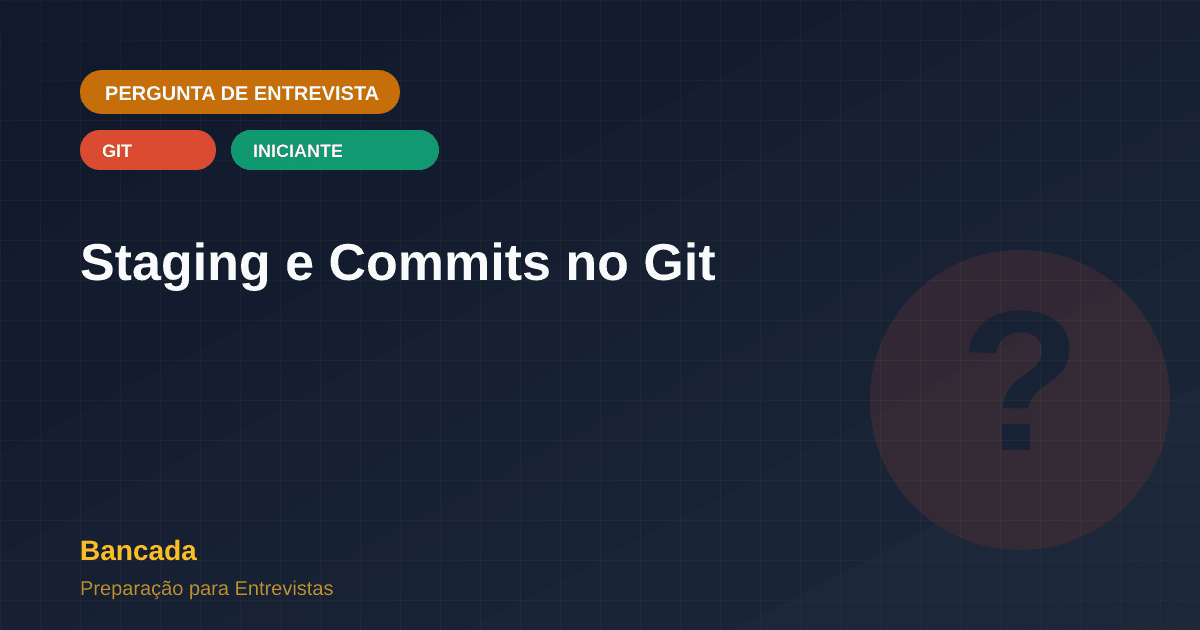 PERGUNTA DE ENTREVISTA
GIT
INICIANTE
Staging e Commits no Git
?
Bancada
Preparação para Entrevistas